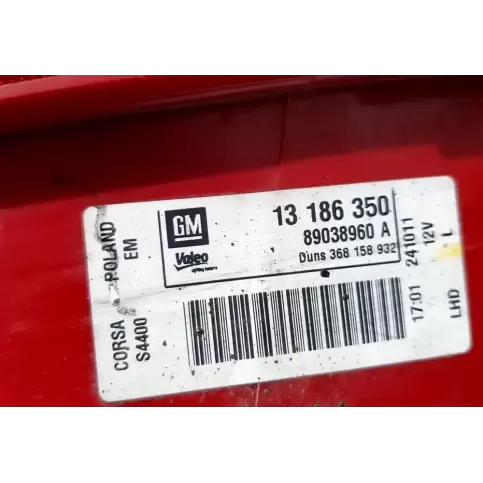 GM
Valeo
13 186 350
89038960 A
Duns 368 158 932
CORSA POLAND
S4400 EM
17:01 241011
12V
LHD L